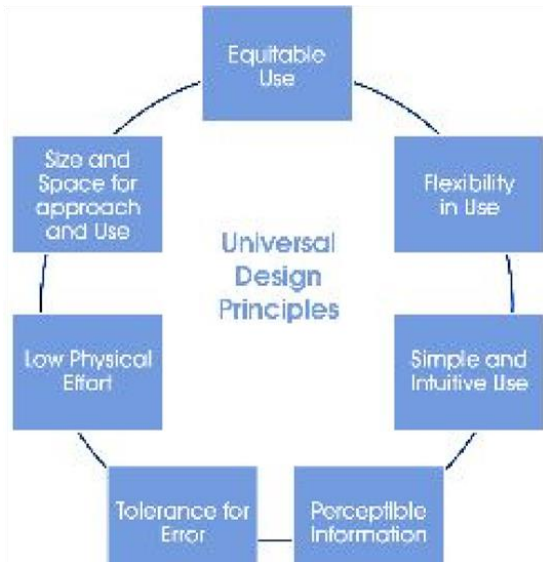 Equitable
Use
Flexibility
in Use
Simple and
Intuitive Use
Perceptible
Information
Tolerance for
Error
Low Physical
Effort
Size and
Space for
approach
and Use
Universal
Design
Principles